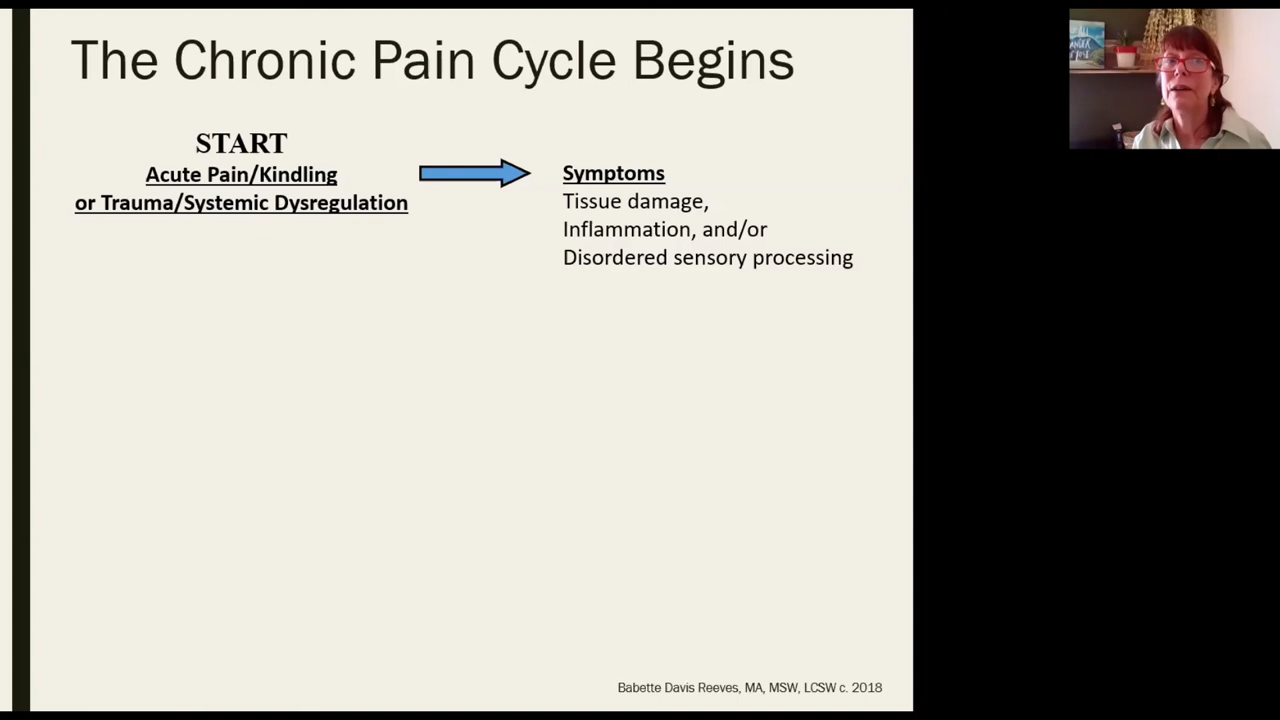 The Chronic Pain Cycle Begins
START
Acute Pain/Kindling
or Trauma/Systemic Dysregulation
Symptoms
Tissue damage,
Inflammation, and/or
Disordered sensory processing
Babette Davis Reeves, MA, MSW, LCSW c. 2018